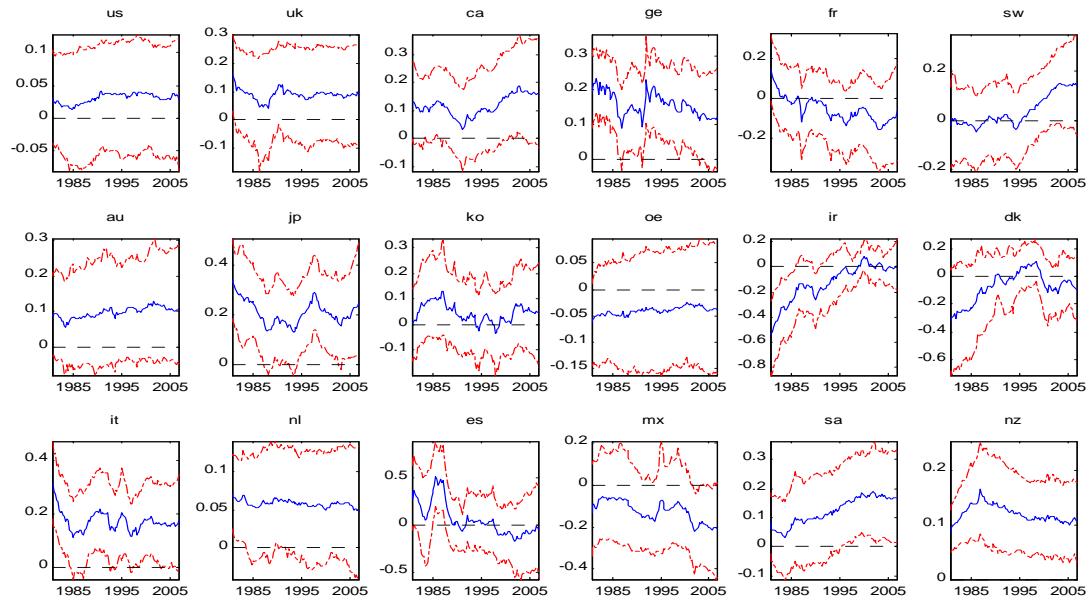 us uk ca ge fr sw
0.1 0.05 0 -0.05
0.3 0.2 0.1 0 -0.1
0.3 0.2 0.1 0 -0.1
0.3 0.2 0.1 0
0.2 0 -0.2
0.2 0 -0.2
1985 1995 2005 1985 1995 2005 1985 1995 2005 1985 1995 2005 1985 1995 2005 1985 1995 2005
au jp ko oe ir dk
0.3 0.2 0.1 0
0.4 0.2 0
0.3 0.2 0.1 0 -0.1
0.05 0 -0.05 -0.1 -0.15
0.2 0 -0.2 -0.4 -0.6 -0.8
0.2 0 -0.2 -0.4 -0.6
1985 1995 2005 1985 1995 2005 1985 1995 2005 1985 1995 2005 1985 1995 2005 1985 1995 2005
it nl es mx sa nz
0.4 0.2 0
0.1 0.05 0
0.5 0 -0.5
0.2 0 -0.2 -0.4
0.3 0.2 0.1 0 -0.1
0.2 0.1 0
1985 1995 2005 1985 1995 2005 1985 1995 2005 1985 1995 2005 1985 1995 2005 1985 1995 2005